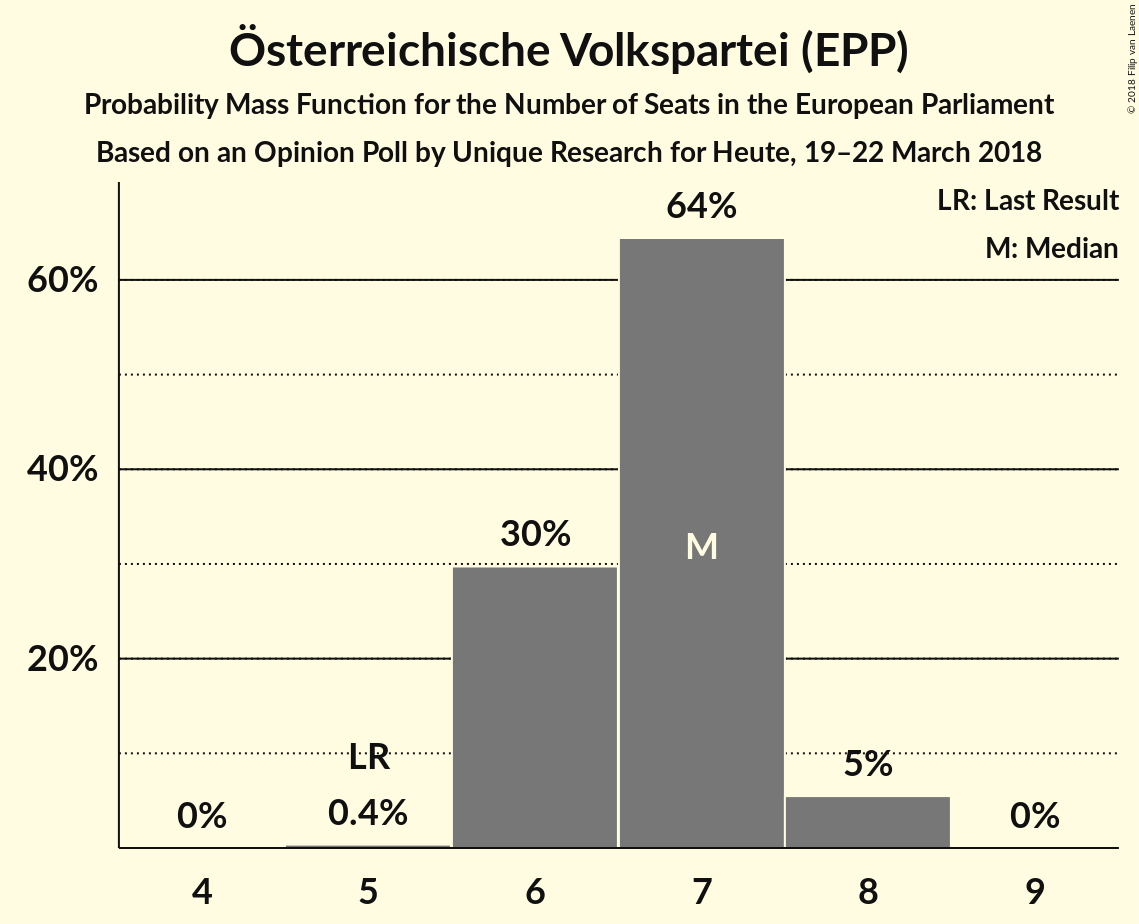 Österreichische Volkspartei (EPP)
Probability Mass Function for the Number of Seats in the European Parliament
Based on an Opinion Poll by Unique Research for Heute, 19–22 March 2018
© 2018 Filip van Laenen
LR: Last Result
M: Median
60%
40%
20%
0%
LR
0.4%
30%
64%
M
5%
0%
4 5 6 7 8 9